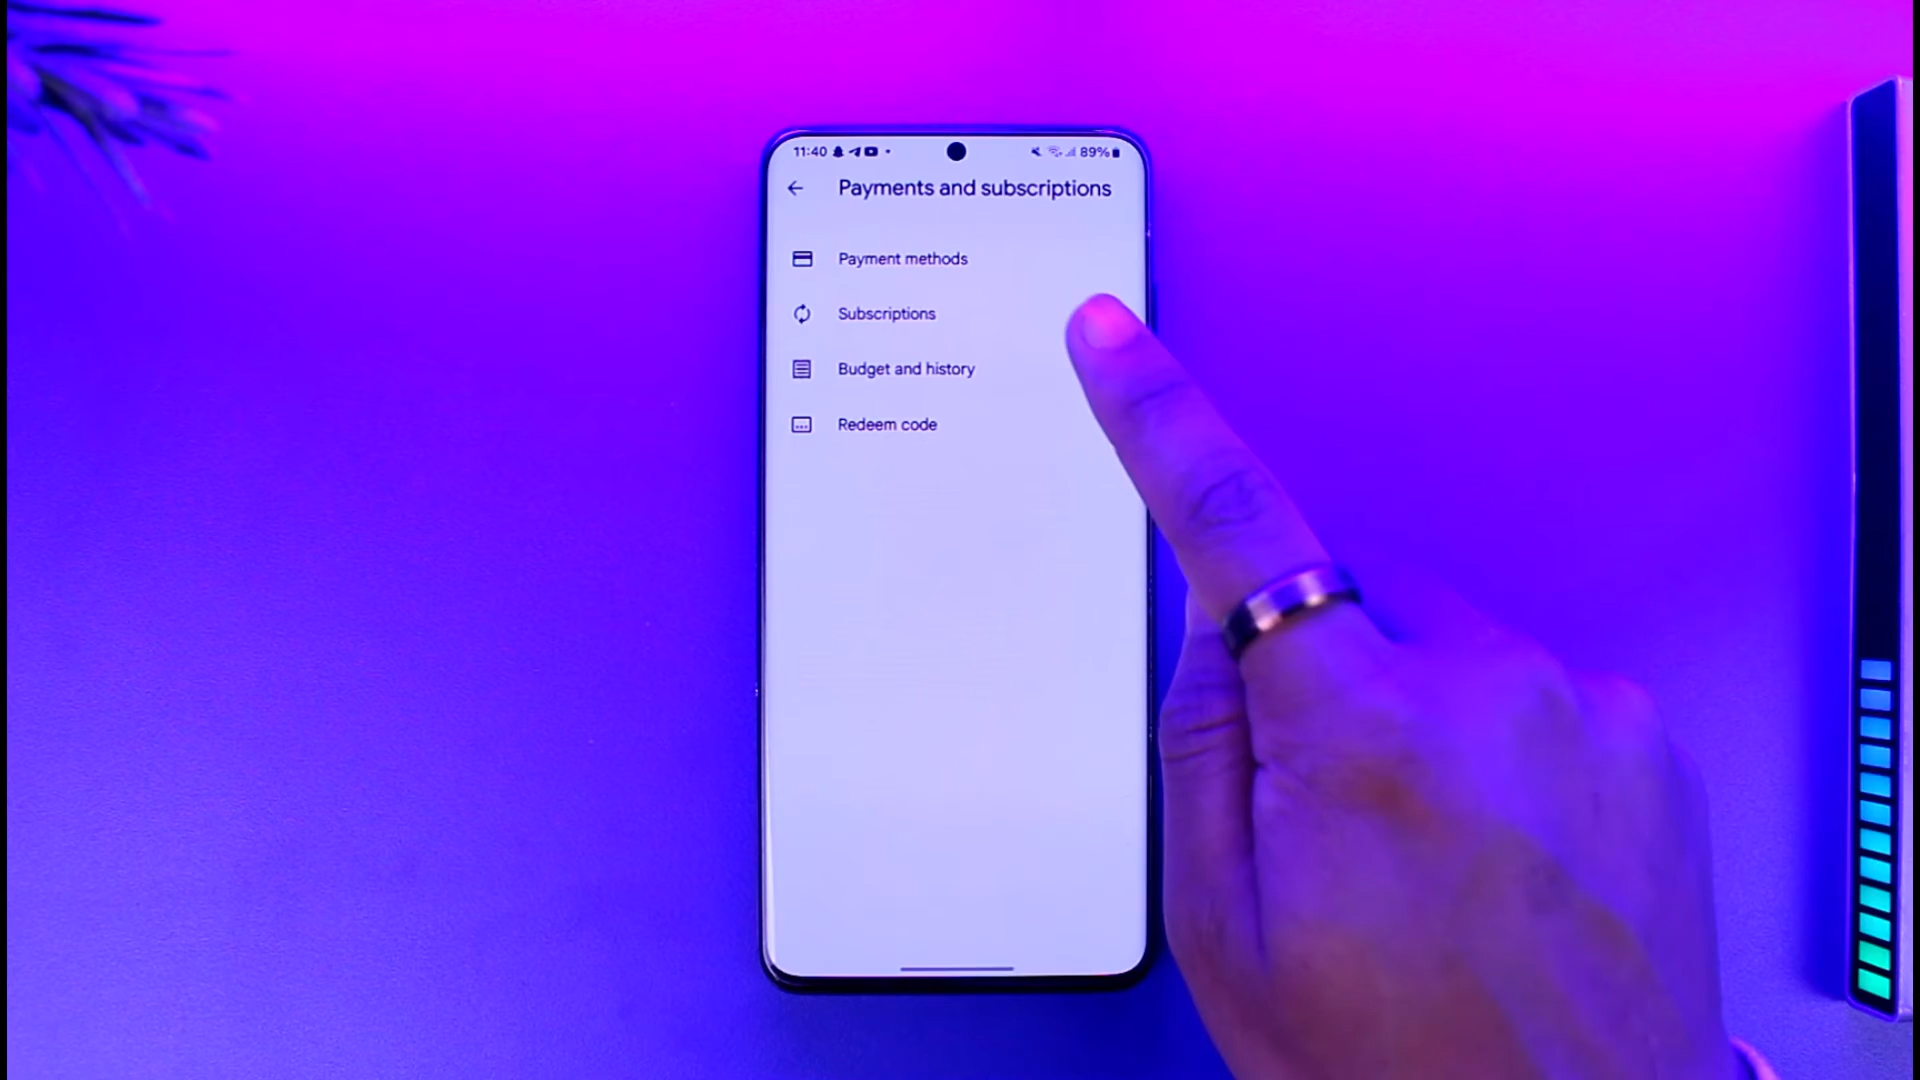 11:40 89%
Payments and subscriptions
Payment methods
Subscriptions
Budget and history
Redeem code